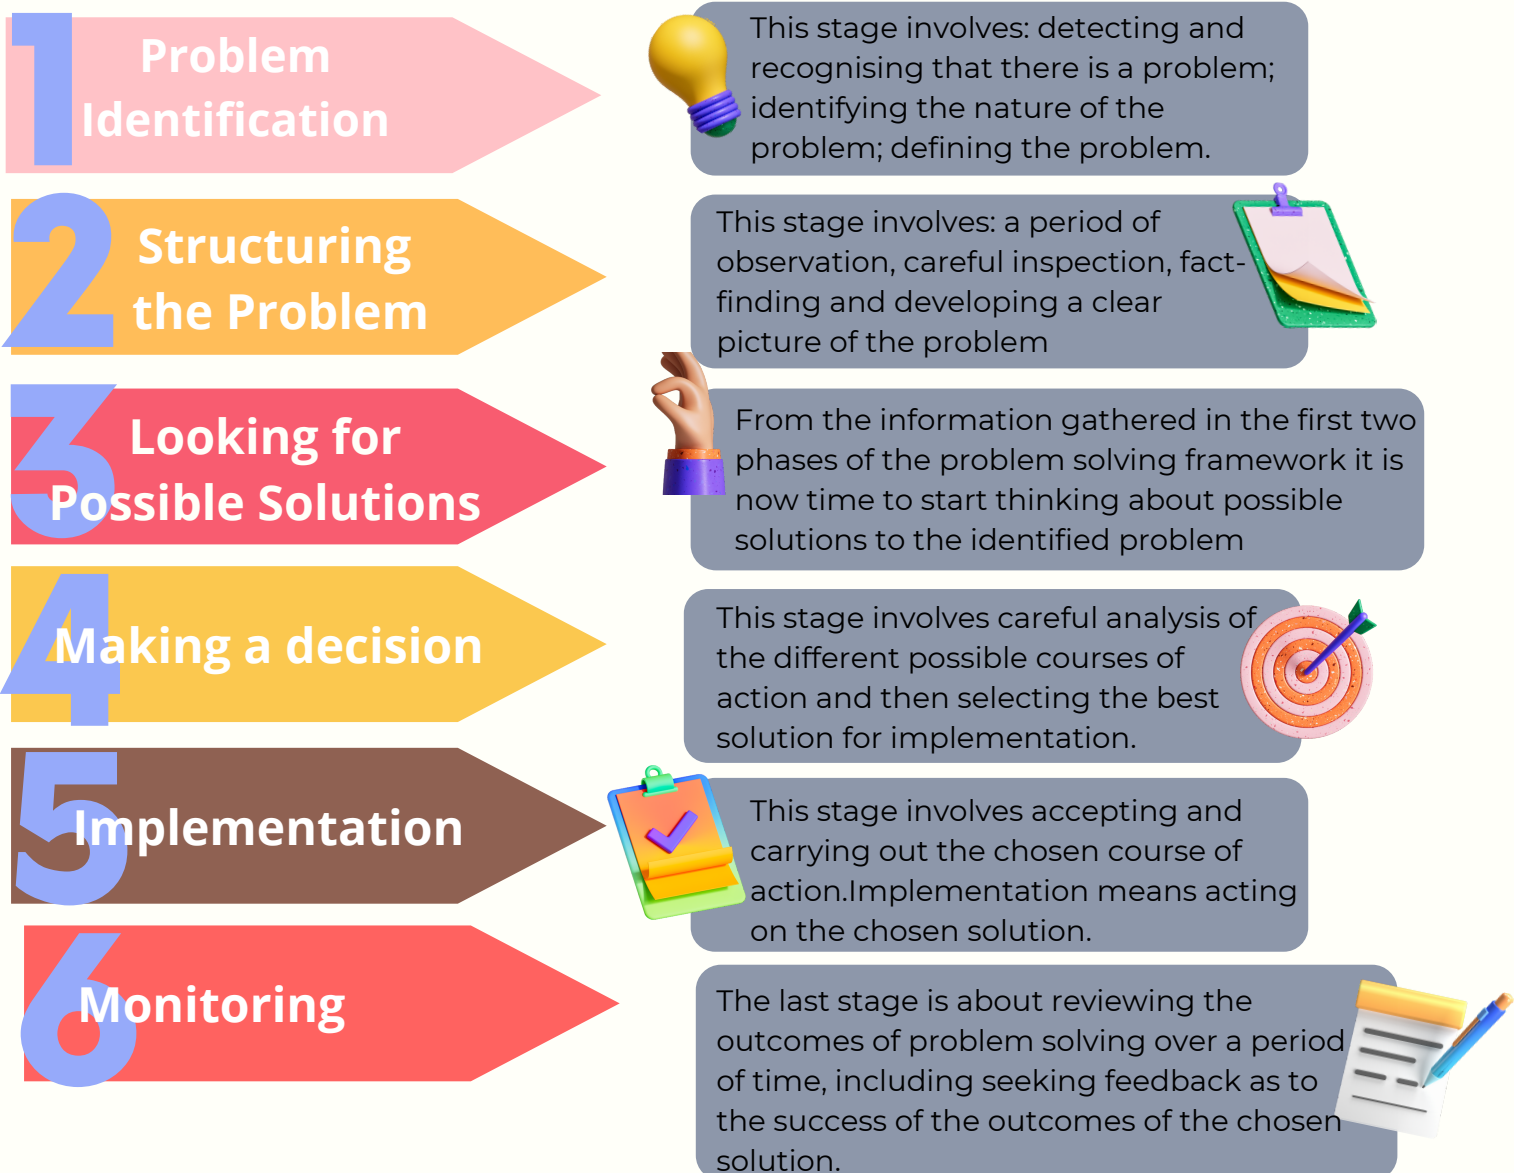 1
Problem
Identification
This stage involves: detecting and
recognising that there is a problem;
identifying the nature of the
problem; defining the problem.
2
Structuring
the Problem
This stage involves: a period of
observation, careful inspection, fact-
finding and developing a clear
picture of the problem
3
Looking for
Possible Solutions
From the information gathered in the first two
phases of the problem solving framework it is
now time to start thinking about possible
solutions to the identified problem
4
Making a decision
This stage involves careful analysis of
the different possible courses of
action and then selecting the best
solution for implementation.
5
Implementation
This stage involves accepting and
carrying out the chosen course of
action.Implementation means acting
on the chosen solution.
6
Monitoring
The last stage is about reviewing the
outcomes of problem solving over a period
of time, including seeking feedback as to
the success of the outcomes of the chosen
solution.